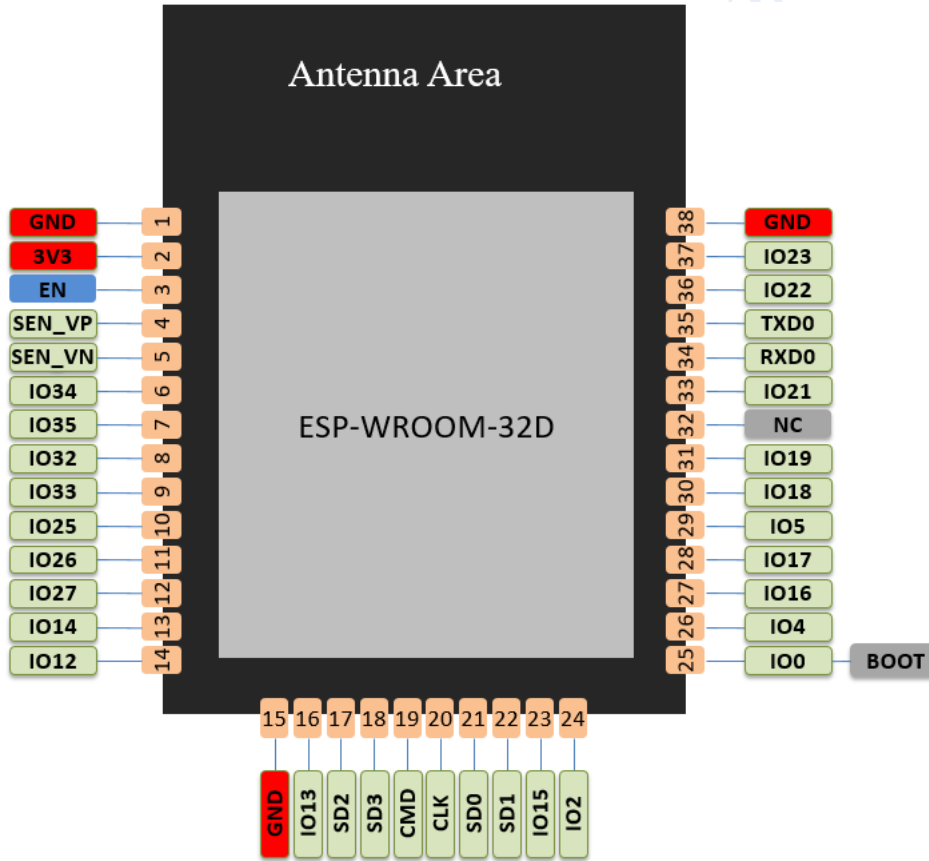 Antenna Area
GND 1 38 GND
3V3 2 37 IO23
EN 3 36 IO22
SEN_VP 4 35 TXD0
SEN_VN 5 34 RXD0
IO34 6 33 IO21
IO35 7 32 NC
ESP-WROOM-32D
IO32 8 31 IO19
IO33 9 30 IO18
IO25 10 29 IO5
IO26 11 28 IO17
IO27 12 27 IO16
IO14 13 26 IO4
IO12 14 25 IO0 BOOT
15 16 17 18 19 20 21 22 23 24
GND IO13 SD2 SD3 CMD CLK SD0 SD1 IO15 IO2